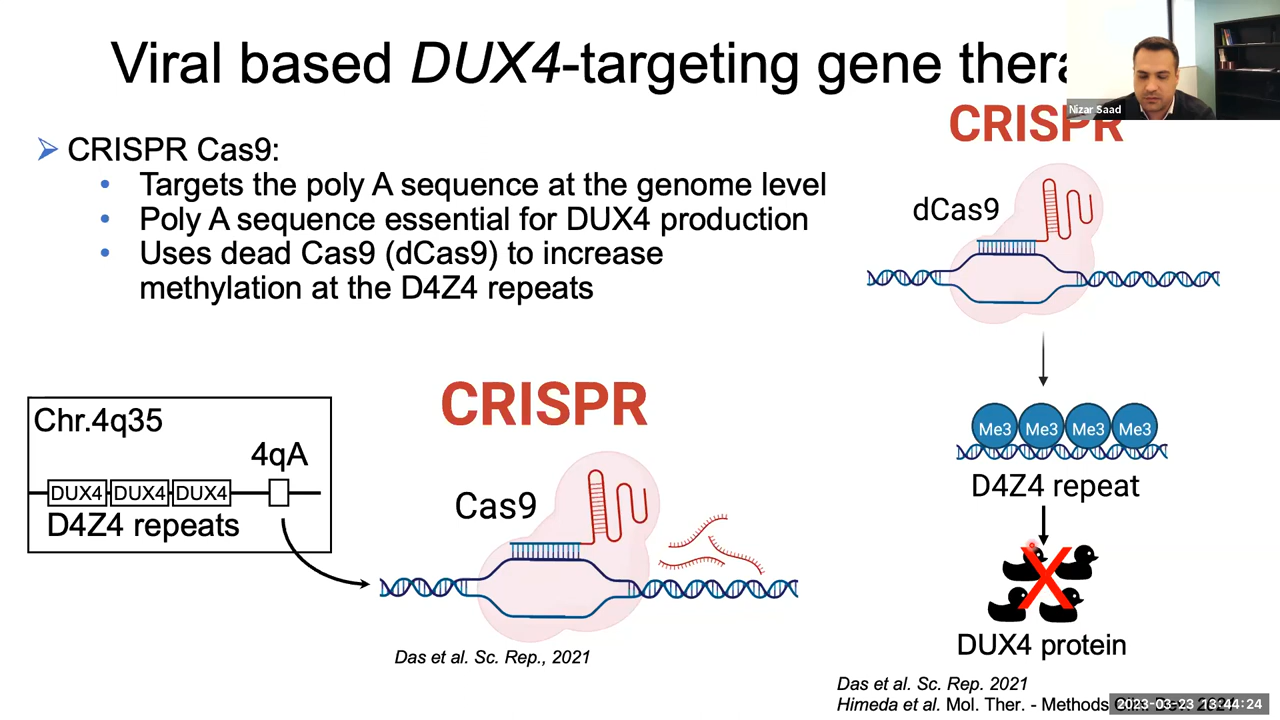 Viral based DUX4-targeting gene thera
Nizar Saad
CRISPR
➢ CRISPR Cas9:
• Targets the poly A sequence at the genome level
• Poly A sequence essential for DUX4 production
• Uses dead Cas9 (dCas9) to increase
methylation at the D4Z4 repeats
dCas9
Chr.4q35
4qA
DUX4 DUX4 DUX4
D4Z4 repeats
CRISPR
Cas9
Das et al. Sc. Rep., 2021
Me3 Me3 Me3 Me3
D4Z4 repeat
X
DUX4 protein
Das et al. Sc. Rep. 2021
Himeda et al. Mol. Ther. - Methods
2023-03-23 13:44:24